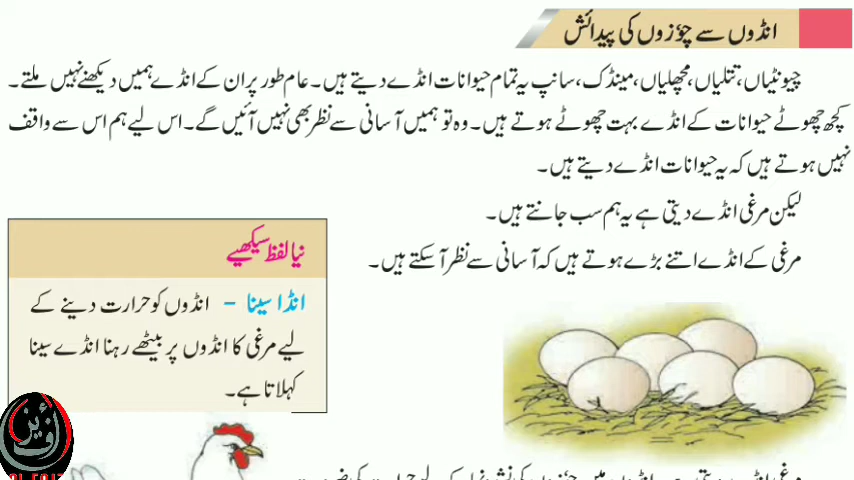 انڈوں سے چوٗزوں کی پیدائش
چیونٹیاں، تتلیاں، مچھلیاں، مینڈک، سانپ یہ تمام حیوانات انڈے دیتے ہیں۔ عام طور پر ان کے انڈے ہمیں دیکھنے نہیں ملتے۔
کچھ چھوٹے حیوانات کے انڈے بہت چھوٹے ہوتے ہیں۔ وہ تو ہمیں آسانی سے نظر بھی نہیں آئیں گے۔ اس لیے ہم اس سے واقف
نہیں ہوتے ہیں کہ یہ حیوانات انڈے دیتے ہیں۔
لیکن مرغی انڈے دیتی ہے یہ ہم سب جانتے ہیں۔
مرغی کے انڈے اتنے بڑے ہوتے ہیں کہ آسانی سے نظر آسکتے ہیں۔
نیا لفظ سیکھیے
انڈا سینا – انڈوں کو حرارت دینے کے
لیے مرغی کا انڈوں پر بیٹھے رہنا انڈے سینا
کہلاتا ہے۔